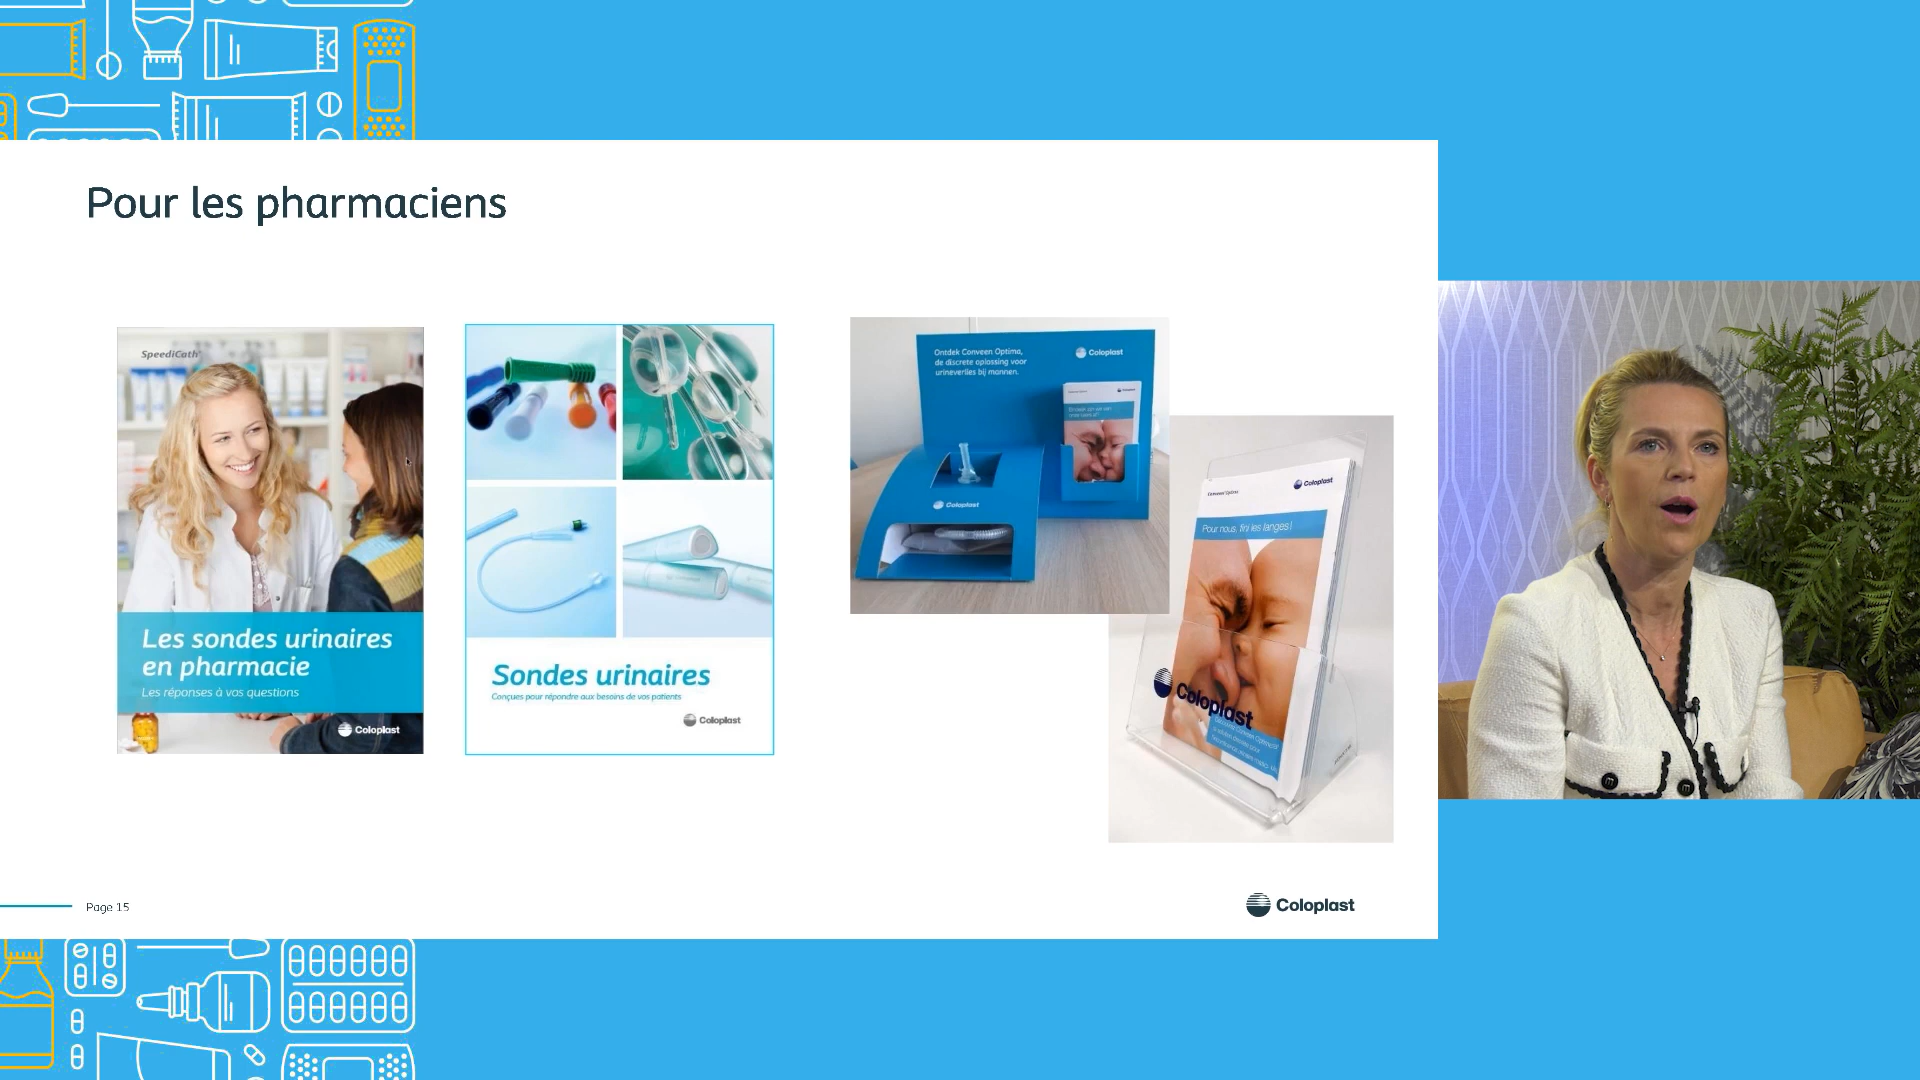 Pour les pharmaciens
SpeediCath
Les sondes urinaires
en pharmacie
Les réponses à vos questions
Coloplast
Sondes urinaires
Conçues pour répondre aux besoins de vos patients
Coloplast
Ontdek Conveen Optima,
de discrete oplossing voor
urineverlies bij mannen.
Coloplast
Coloplast
Conveen Optima
Coloplast
Pour nous, fini les langes!
Coloplast
Page 15
Coloplast